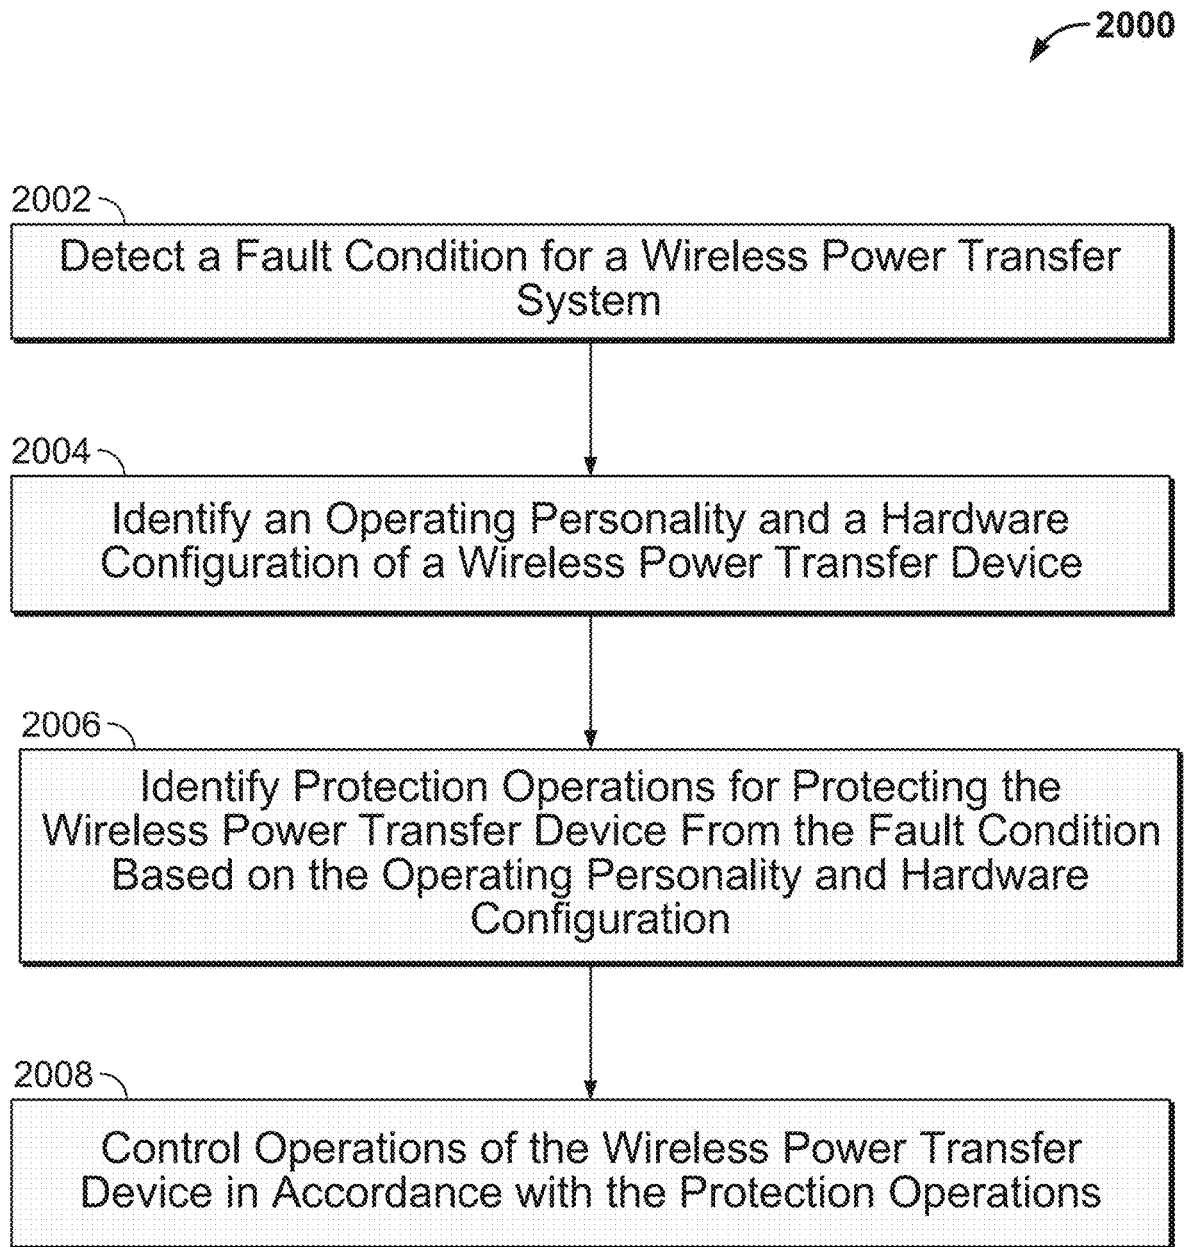 2000
2002
Detect a Fault Condition for a Wireless Power Transfer
System
2004
Identify an Operating Personality and a Hardware
Configuration of a Wireless Power Transfer Device
2006
Identify Protection Operations for Protecting the
Wireless Power Transfer Device From the Fault Condition
Based on the Operating Personality and Hardware
Configuration
2008
Control Operations of the Wireless Power Transfer
Device in Accordance with the Protection Operations